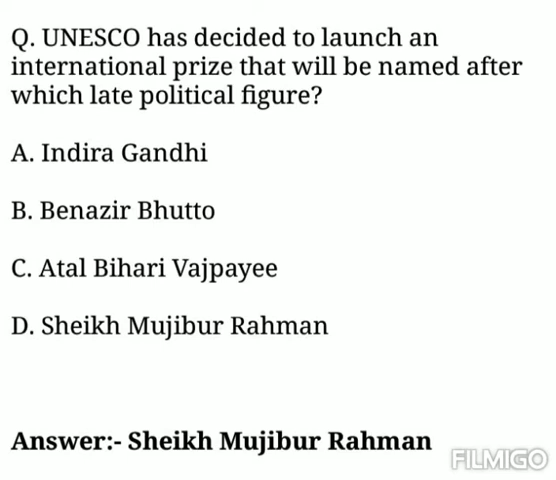 Q. UNESCO has decided to launch an
international prize that will be named after
which late political figure?
A. Indira Gandhi
B. Benazir Bhutto
C. Atal Bihari Vajpayee
D. Sheikh Mujibur Rahman
Answer:- Sheikh Mujibur Rahman
FILMIGO